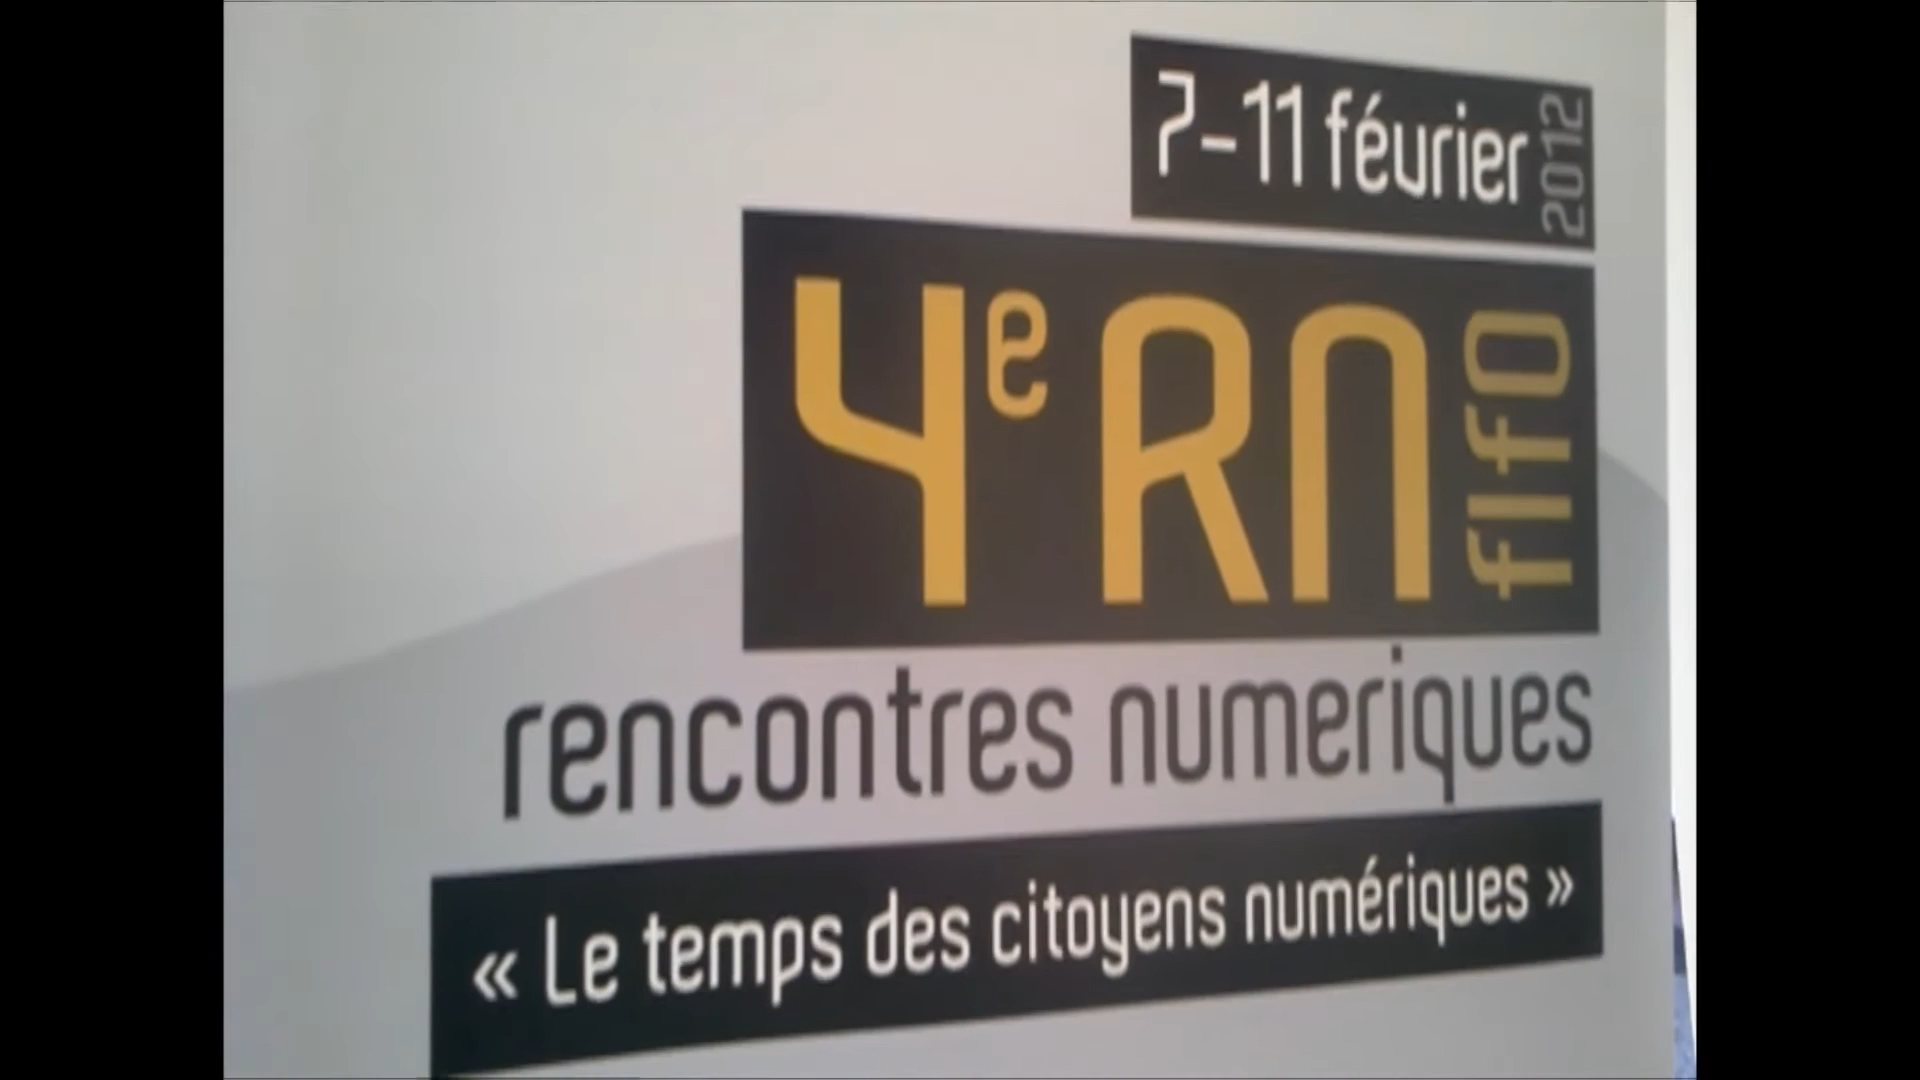 7-11 février 2012
4e RN fifo
rencontres numeriques
« Le temps des citoyens numériques »